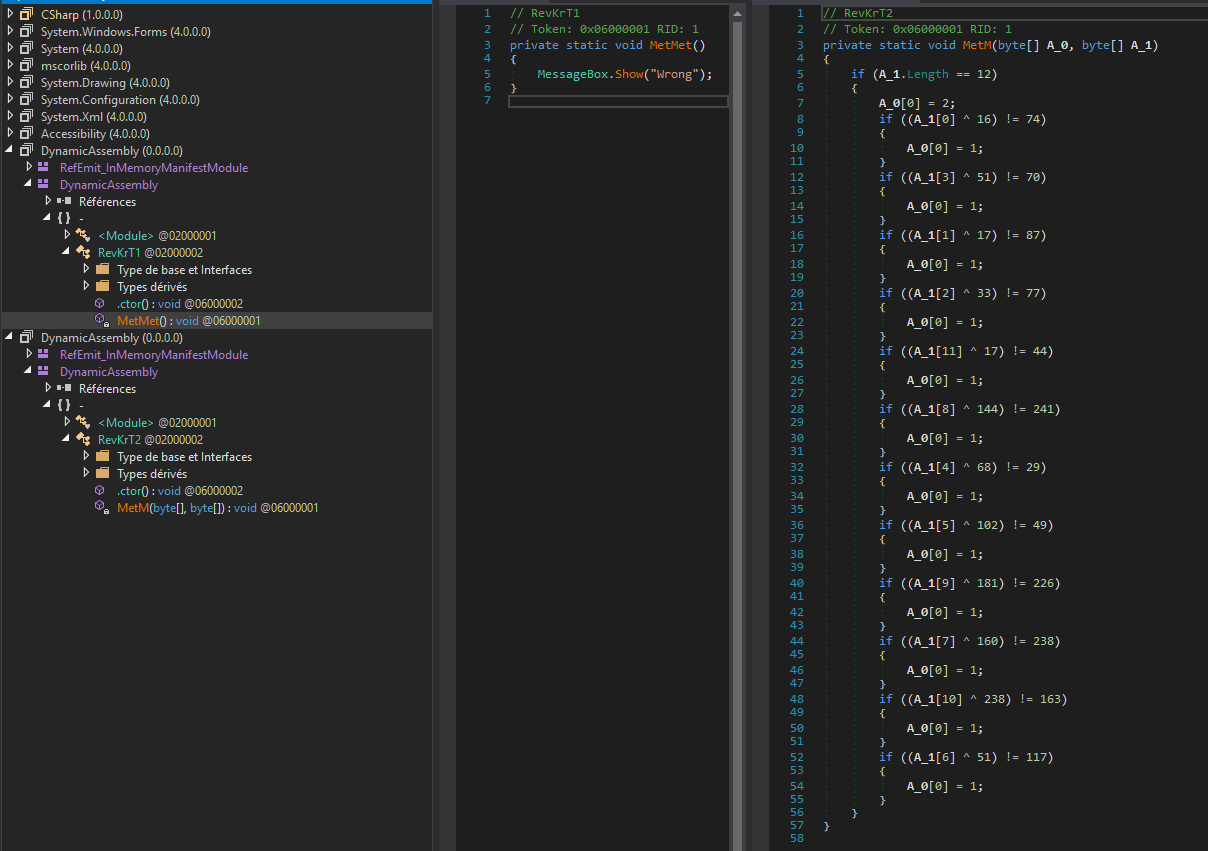 CSharp (1.0.0.0)
System.Windows.Forms (4.0.0.0)
System (4.0.0.0)
mscorlib (4.0.0.0)
System.Drawing (4.0.0.0)
System.Configuration (4.0.0.0)
System.Xml (4.0.0.0)
Accessibility (4.0.0.0)
DynamicAssembly (0.0.0.0)
RefEmit_InMemoryManifestModule
DynamicAssembly
Références
{ } -
<Module> @02000001
RevKrT1 @02000002
Type de base et Interfaces
Types dérivés
.ctor() : void @06000002
MetMet() : void @06000001
DynamicAssembly (0.0.0.0)
RefEmit_InMemoryManifestModule
DynamicAssembly
Références
{ } -
<Module> @02000001
RevKrT2 @02000002
Type de base et Interfaces
Types dérivés
.ctor() : void @06000002
MetM(byte[], byte[]) : void @06000001
1 // RevKrT1
2 // Token: 0x06000001 RID: 1
3 private static void MetMet()
4 {
5 MessageBox.Show("Wrong");
6 }
7
1 // RevKrT2
2 // Token: 0x06000001 RID: 1
3 private static void MetM(byte[] A_0, byte[] A_1)
4 {
5 if (A_1.Length == 12)
6 {
7 A_0[0] = 2;
8 if ((A_1[0] ^ 16) != 74)
9 {
10 A_0[0] = 1;
11 }
12 if ((A_1[3] ^ 51) != 70)
13 {
14 A_0[0] = 1;
15 }
16 if ((A_1[1] ^ 17) != 87)
17 {
18 A_0[0] = 1;
19 }
20 if ((A_1[2] ^ 33) != 77)
21 {
22 A_0[0] = 1;
23 }
24 if ((A_1[11] ^ 17) != 44)
25 {
26 A_0[0] = 1;
27 }
28 if ((A_1[8] ^ 144) != 241)
29 {
30 A_0[0] = 1;
31 }
32 if ((A_1[4] ^ 68) != 29)
33 {
34 A_0[0] = 1;
35 }
36 if ((A_1[5] ^ 102) != 49)
37 {
38 A_0[0] = 1;
39 }
40 if ((A_1[9] ^ 181) != 226)
41 {
42 A_0[0] = 1;
43 }
44 if ((A_1[7] ^ 160) != 238)
45 {
46 A_0[0] = 1;
47 }
48 if ((A_1[10] ^ 238) != 163)
49 {
50 A_0[0] = 1;
51 }
52 if ((A_1[6] ^ 51) != 117)
53 {
54 A_0[0] = 1;
55 }
56 }
57 }
58